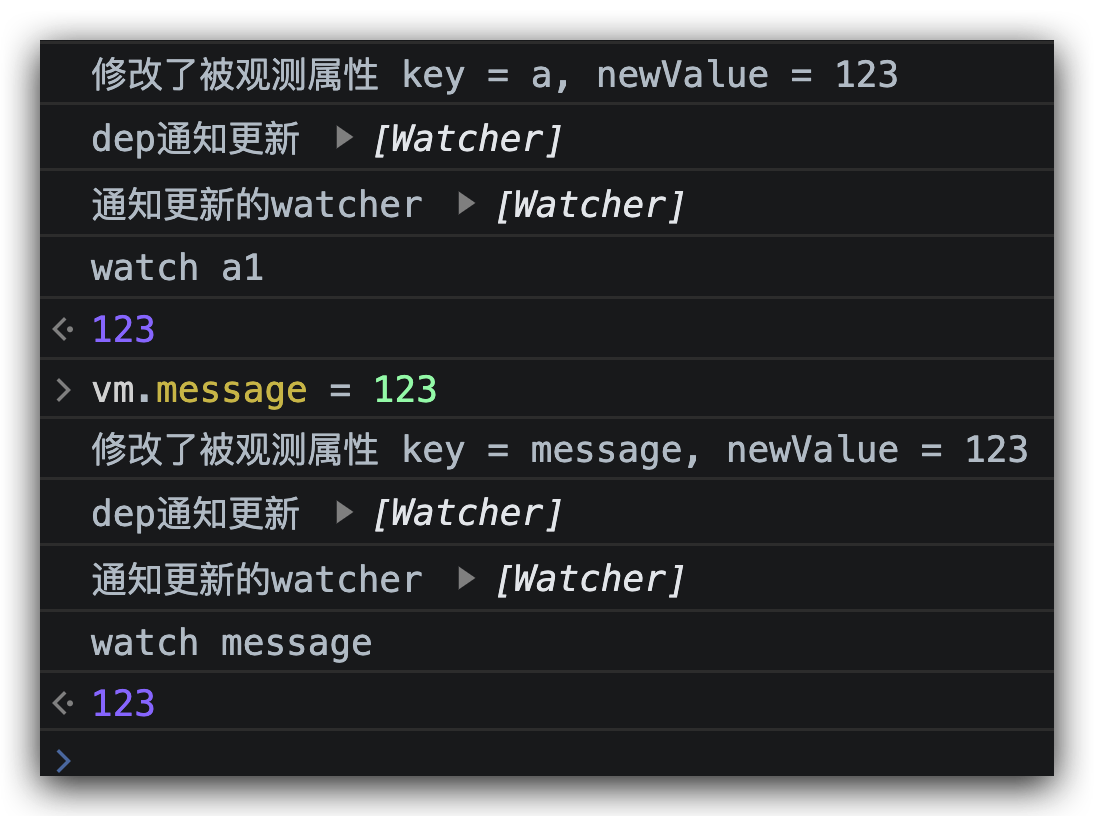 修改了被观测属性 key = a, newValue = 123
dep通知更新 ▶ [Watcher]
通知更新的watcher ▶ [Watcher]
watch a1
123
vm.message = 123
修改了被观测属性 key = message, newValue = 123
dep通知更新 ▶ [Watcher]
通知更新的watcher ▶ [Watcher]
watch message
123